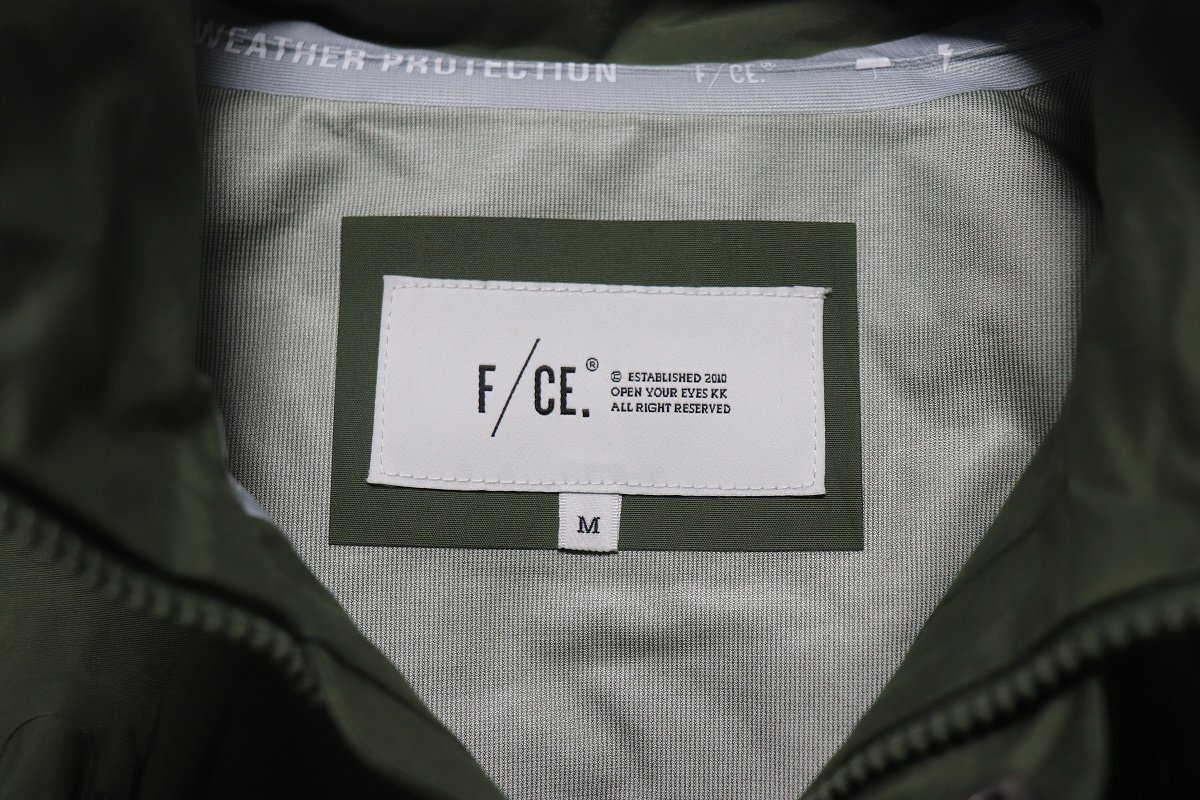 WEATHER PROTECTION F/CE.®
F/CE.®
© ESTABLISHED 2010
OPEN YOUR EYES KK
ALL RIGHT RESERVED
M